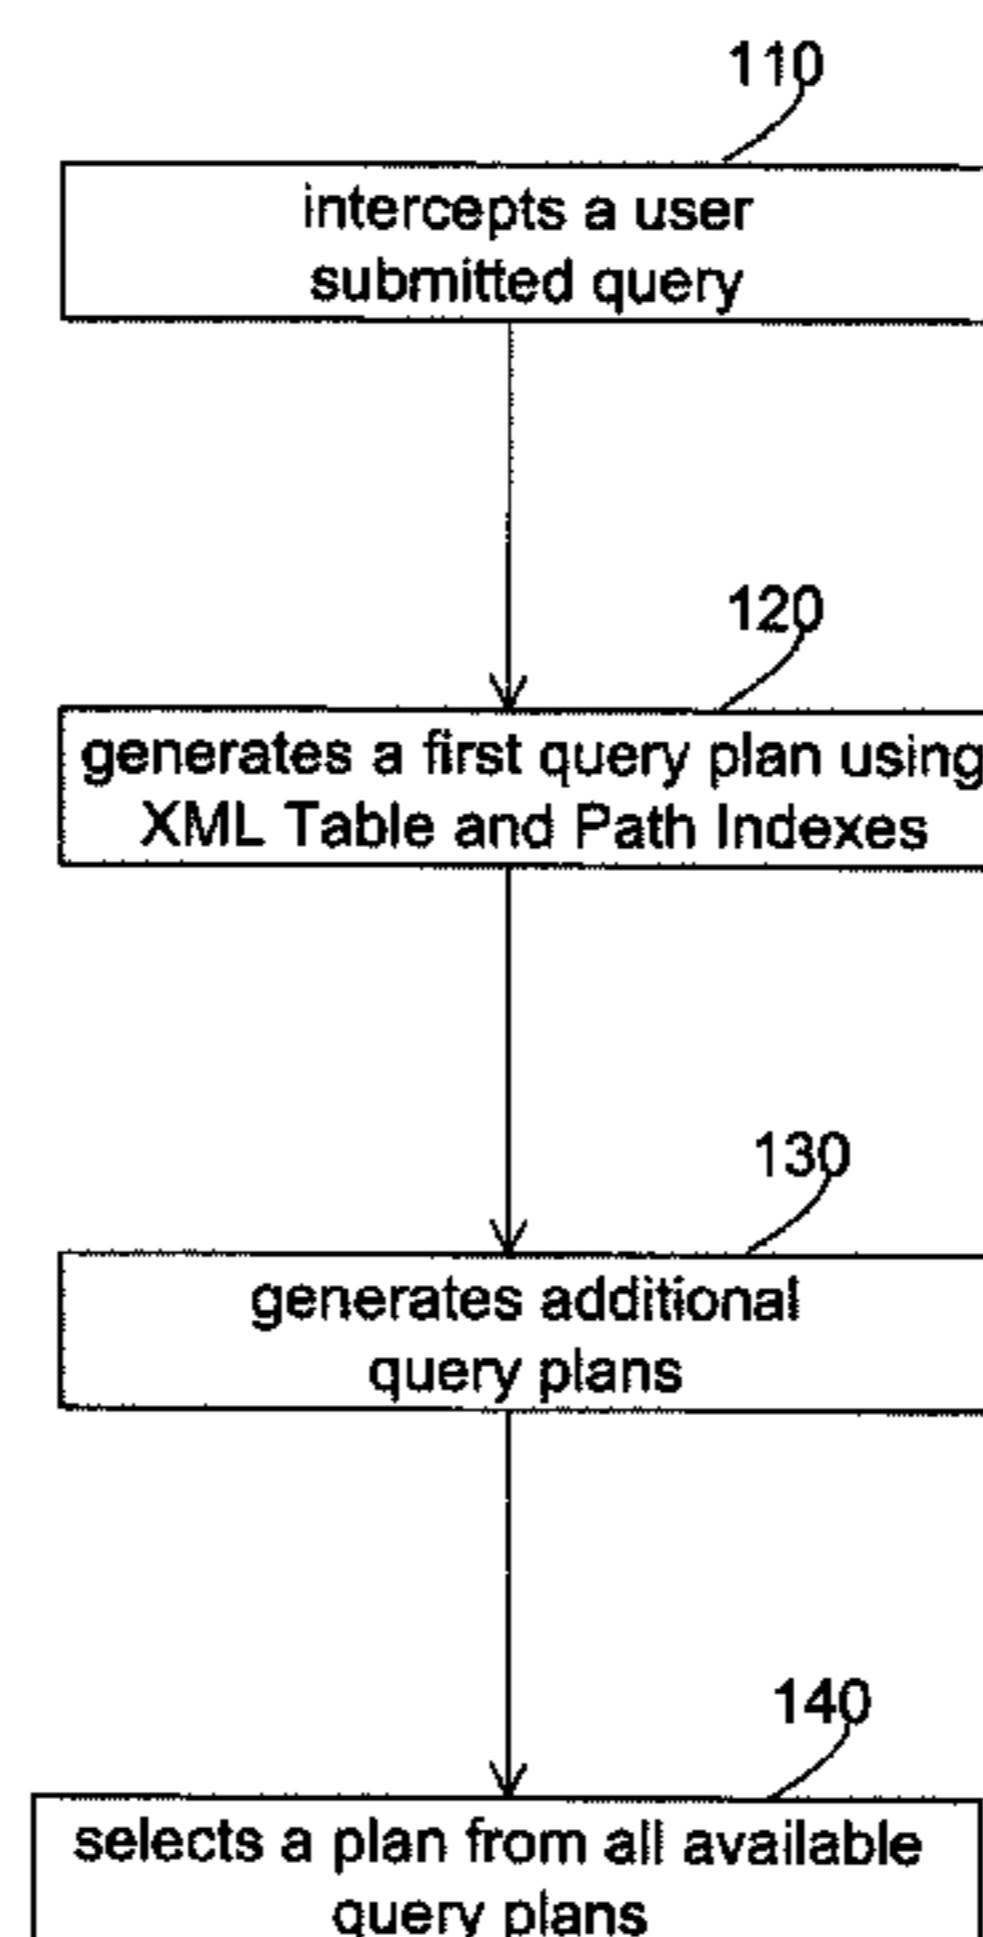 110
intercepts a user
submitted query
120
generates a first query plan using
XML Table and Path Indexes
130
generates additional
query plans
140
selects a plan from all available
query plans